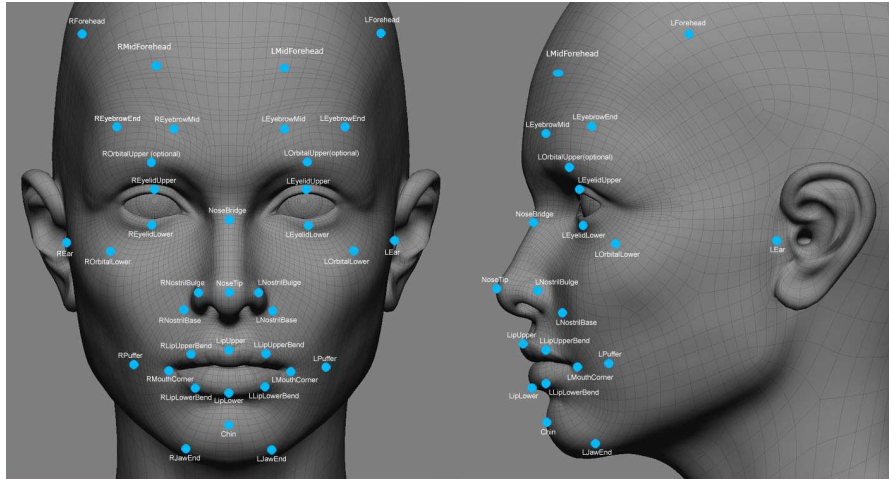 RForehead
LForehead
RMidForehead
LMidForehead
REyebrowEnd
REyebrowMid
LEyebrowMid
LEyebrowEnd
ROrbitalUpper (optional)
LOrbitalUpper(optional)
REyelidUpper
LEyelidUpper
NoseBridge
REyelidLower
LEyelidLower
REar
ROrbitalLower
LOrbitalLower
LEar
RNostrilBulge
NoseTip
LNostrilBulge
RNostrilBase
LNostrilBase
LipUpper
RLipUpperBend
LLipUpperBend
RPuffer
LPuffer
RMouthCorner
LMouthCorner
RLipLowerBend
LipLower
LLipLowerBend
Chin
RJawEnd
LJawEnd
LForehead
LMidForehead
LEyebrowMid
LEyebrowEnd
LOrbitalUpper(optional)
LEyelidUpper
NoseBridge
LEyelidLower
LOrbitalLower
LEar
NoseTip
LNostrilBulge
LNostrilBase
LipUpper
LLipUpperBend
LPuffer
LMouthCorner
LipLower
LLipLowerBend
Chin
LJawEnd